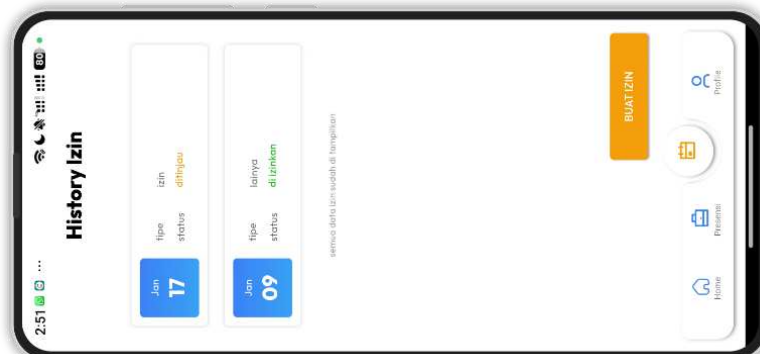 2:51 ... 80
History Izin
Jan
17
tipe izin
status ditinjau
Jan
09
tipe lainya
status di izinkan
semua data izin sudah di tampilkan
BUAT IZIN
Home
Presensi
Profile